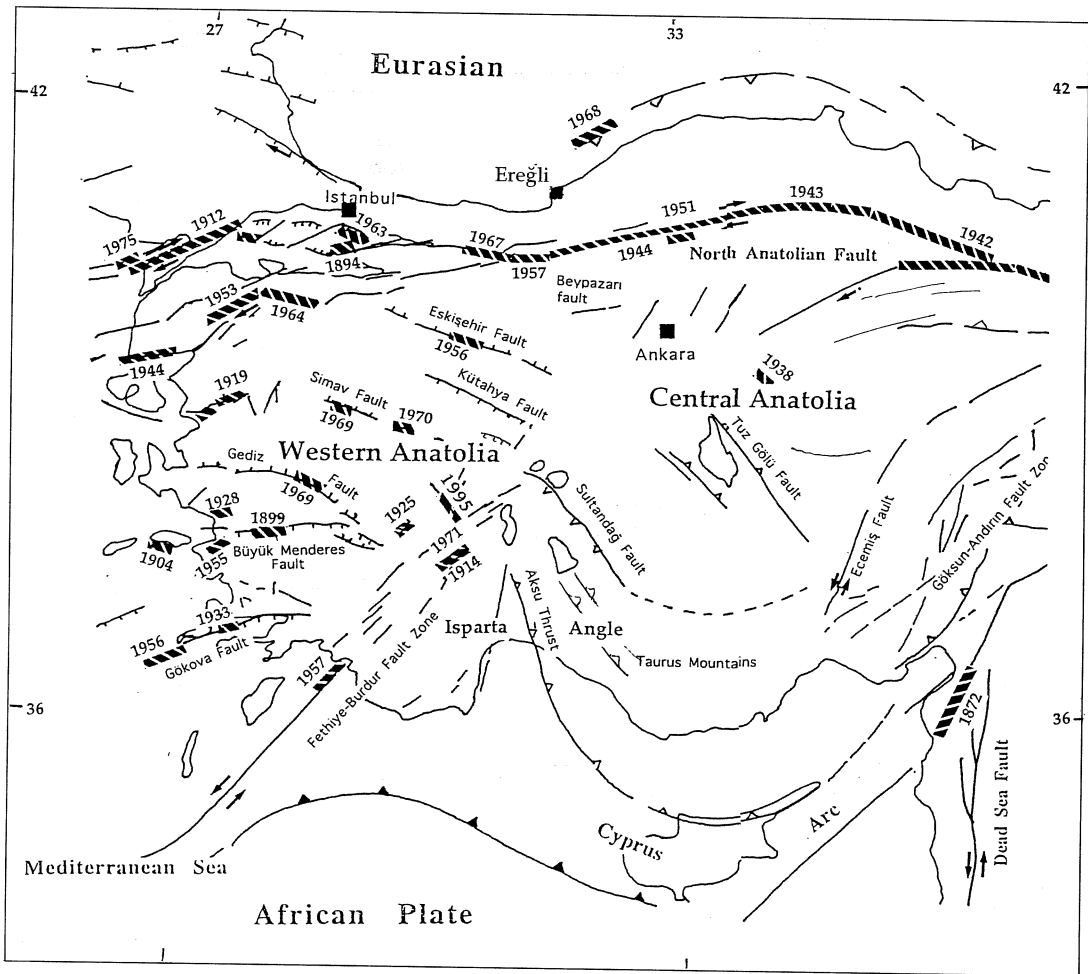 27
33
Eurasian
42
42
1968
Ereğli
Istanbul
1943
1912
1963
1951
1975
1967
1942
1894
1957
1944
North Anatolian Fault
Beypazarı
fault
1953
1964
Eskişehir Fault
1956
Ankara
1944
1938
1919
Simav Fault
1969
Kütahya Fault
1970
Central Anatolia
Tuz Gölü Fault
Western Anatolia
Gediz
Fault
1969
1995
1928
1925
Sultandağ Fault
1899
Büyük Menderes
Fault
1904
1955
1971
1914
Ecemiş Fault
Göksun-Andırın Fault Zon
Aksu Thrust
1933
Isparta
Angle
1956
Gökova Fault
Taurus Mountains
1957
Fethiye-Burdur Fault Zone
36
36
1872
Dead Sea Fault
Cyprus
Arc
Mediterranean Sea
African Plate